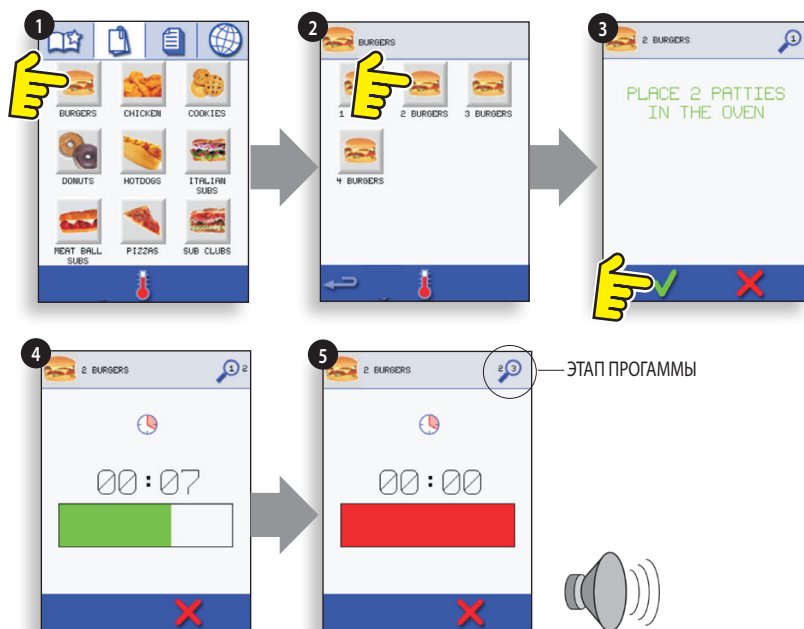 1
BURGERS
CHICKEN
COOKIES
DONUTS
HOTDOGS
ITALIAN
SUBS
MEAT BALL
SUBS
PIZZAS
SUB CLUBS
2
BURGERS
1
2 BURGERS
3 BURGERS
4 BURGERS
3
2 BURGERS
1
PLACE 2 PATTIES
IN THE OVEN
4
2 BURGERS
1 2
00:07
5
2 BURGERS
2 3
ЭТАП ПРОГАММЫ
00:00